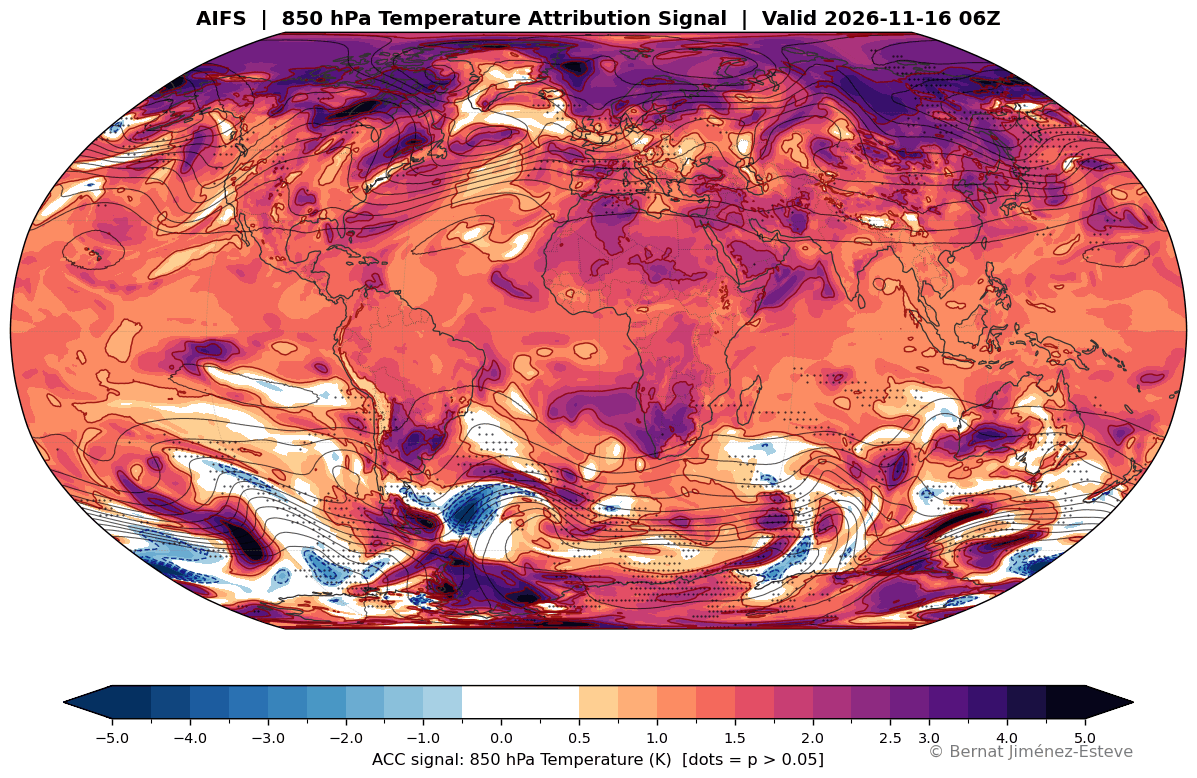 AIFS | 850 hPa Temperature Attribution Signal | Valid 2026-11-16 06Z
−5.0 −4.0 −3.0 −2.0 −1.0 0.0 0.5 1.0 1.5 2.0 2.5 3.0 4.0 5.0
ACC signal: 850 hPa Temperature (K) [dots = p > 0.05]
© Bernat Jiménez-Esteve